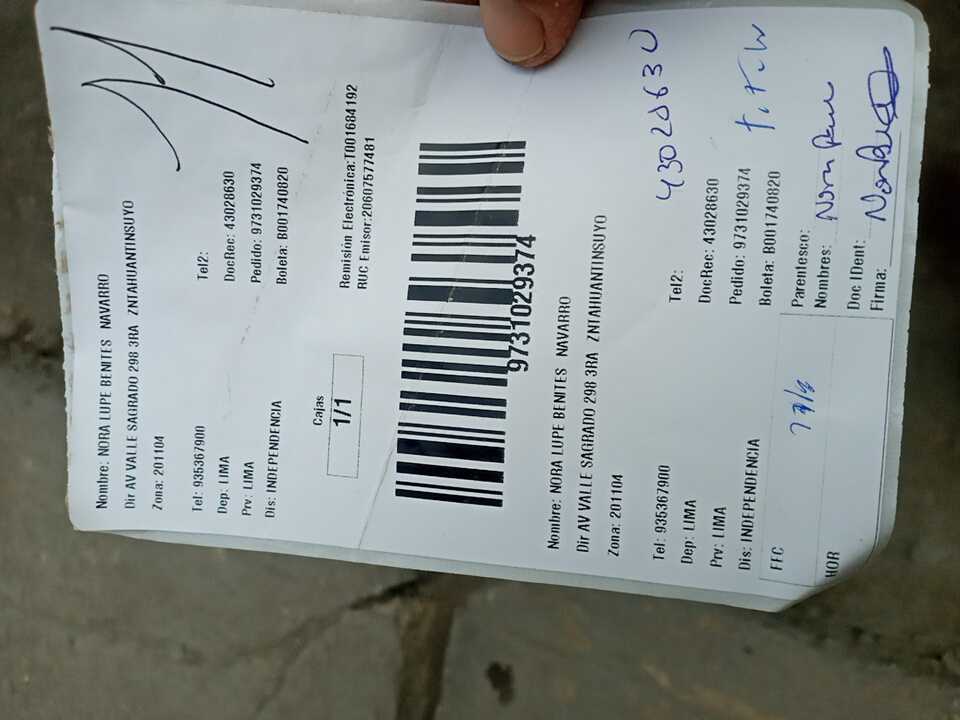 Nombre: NORA LUPE BENITES NAVARRO
Dir AV VALLE SAGRADO 298 3RA ZNTAHUANTINSUYO
Zona: 201104
Tel: 935367900 Tel2:
Dep: LIMA DocRec: 43028630
Prv: LIMA Pedido: 9731029374
Dis: INDEPENDENCIA Boleta: B001740820
Cajas
1/1
Remisión Electrónica:T001684192
RUC Emisor:20607577481
9731029374
Nombre: NORA LUPE BENITES NAVARRO
Dir AV VALLE SAGRADO 298 3RA ZNTAHUANTINSUYO
Zona: 201104
43028630
Tel: 935367900 Tel2:
Dep: LIMA DocRec: 43028630
Prv: LIMA Pedido: 9731029374
Dis: INDEPENDENCIA Boleta: B001740820
FEC
Parentesco:
Nombres: Nora
HOR
Doc IDent:
Firma: